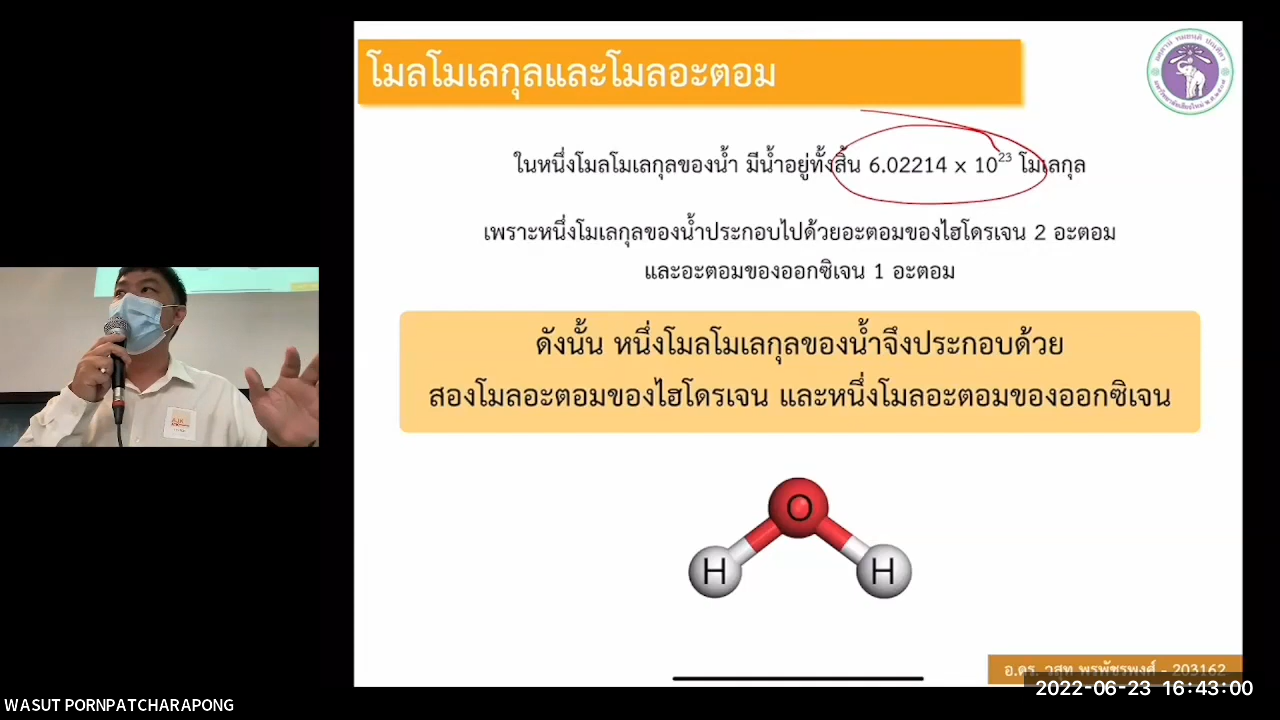 โมลโมเลกุลและโมลอะตอม
ในหนึ่งโมลโมเลกุลของน้ำ มีน้ำอยู่ทั้งสิ้น 6.02214 x 10²³ โมเลกุล
เพราะหนึ่งโมเลกุลของน้ำประกอบไปด้วยอะตอมของไฮโดรเจน 2 อะตอม
และอะตอมของออกซิเจน 1 อะตอม
ดังนั้น หนึ่งโมลโมเลกุลของน้ำจึงประกอบด้วย
สองโมลอะตอมของไฮโดรเจน และหนึ่งโมลอะตอมของออกซิเจน
O
H H
อ.ดร. วสุท พรพัชรพงศ์ - 203162
2022-06-23 16:43:00
WASUT PORNPATCHARAPONG